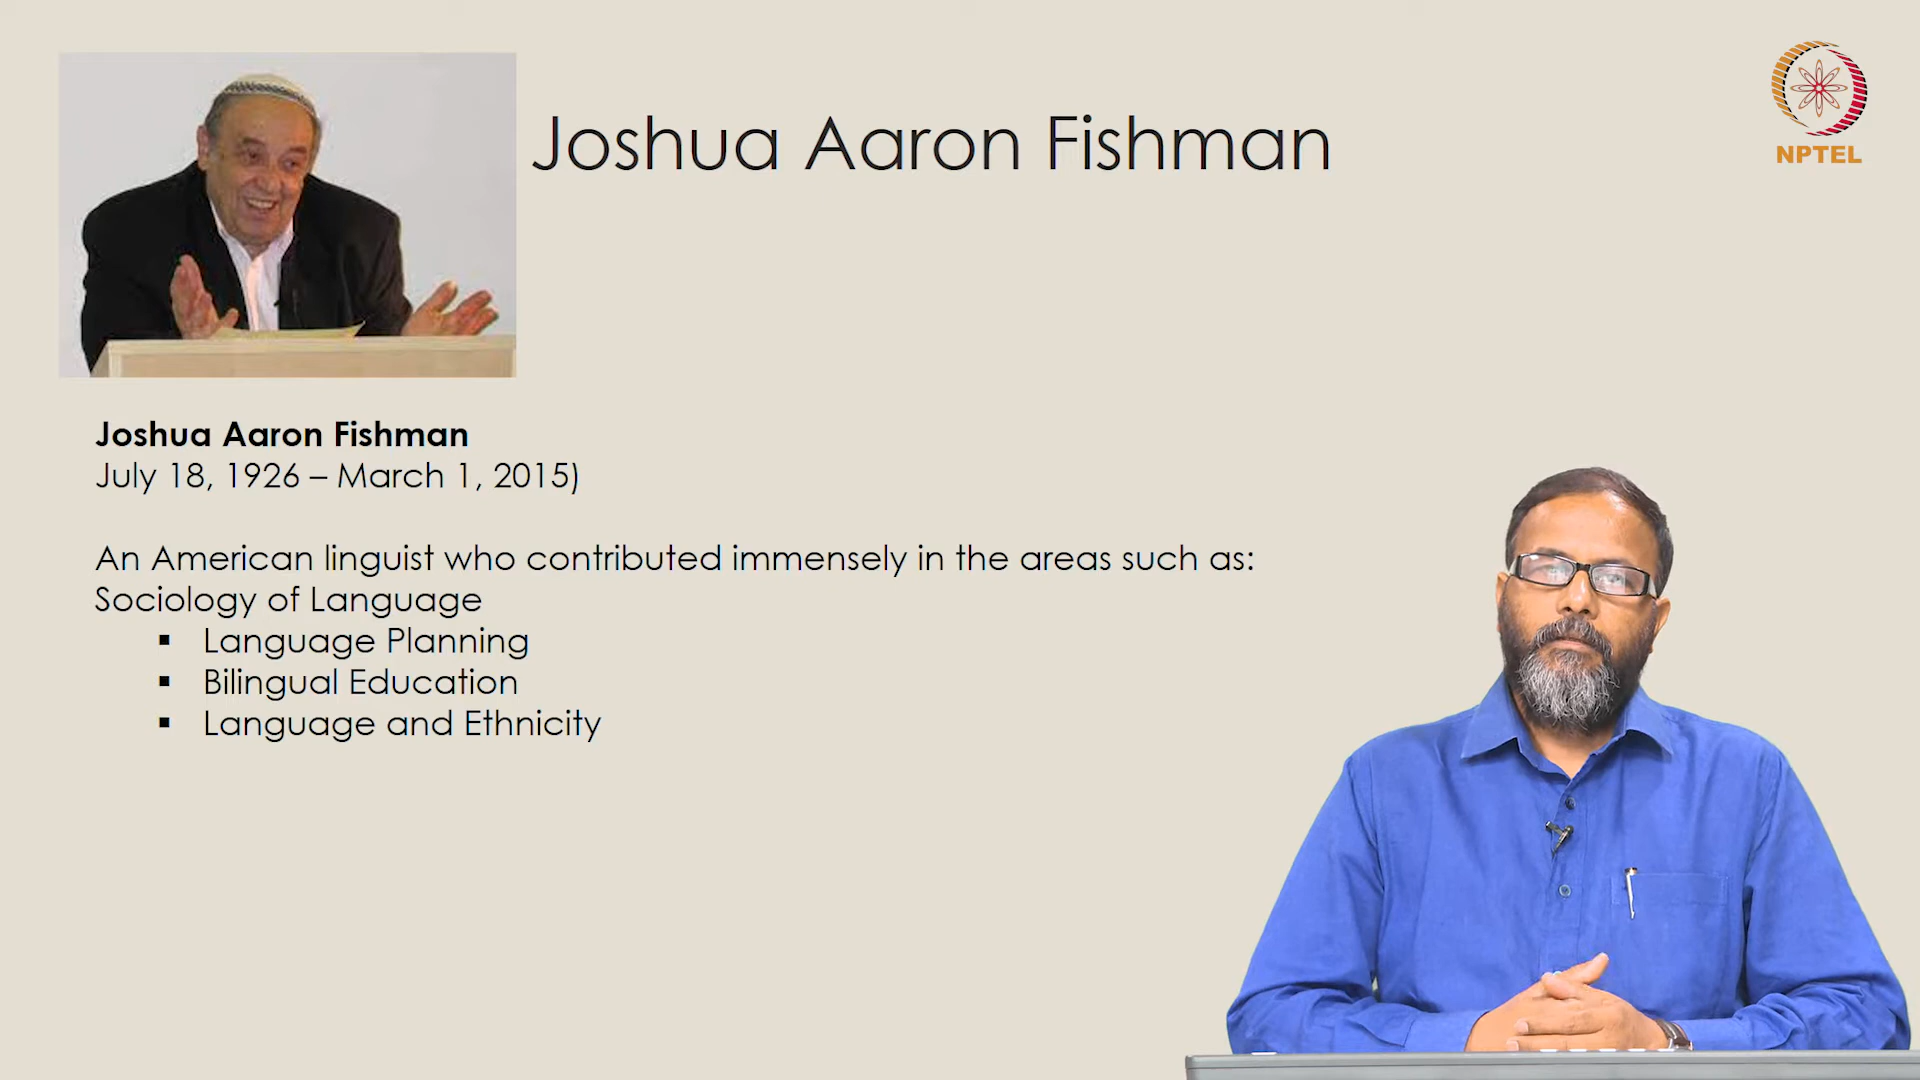 Joshua Aaron Fishman
NPTEL
Joshua Aaron Fishman
July 18, 1926 – March 1, 2015)
An American linguist who contributed immensely in the areas such as:
Sociology of Language
▪ Language Planning
▪ Bilingual Education
▪ Language and Ethnicity